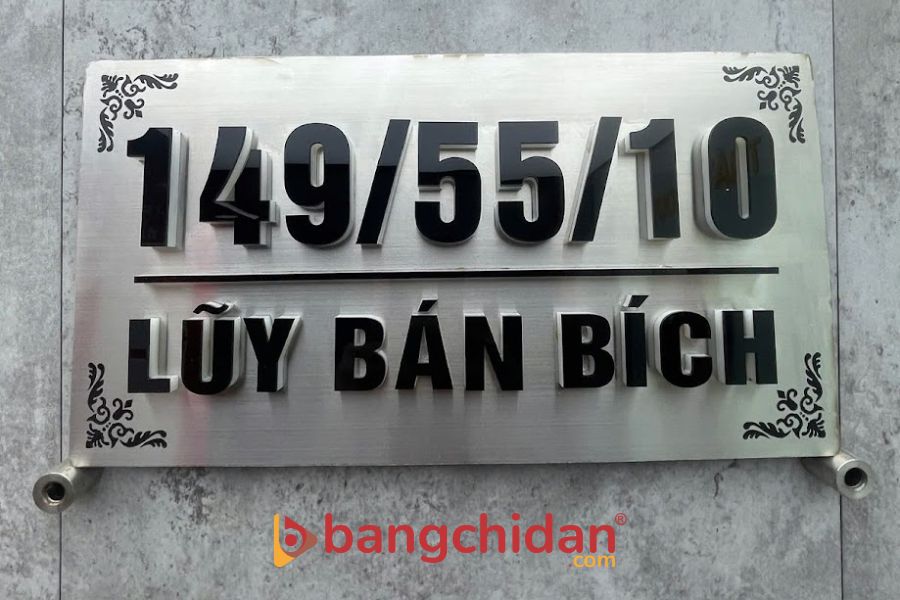 149/55/10
LŨY BÁN BÍCH
bangchidan®
.com